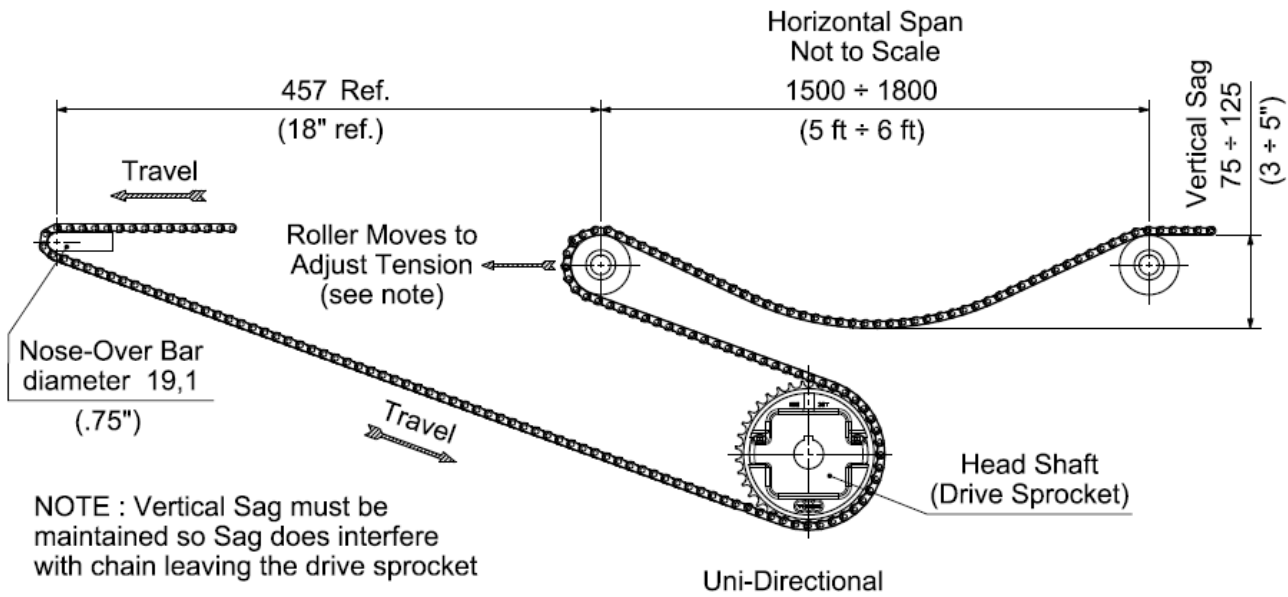 Horizontal Span
Not to Scale
1500 ÷ 1800
(5 ft ÷ 6 ft)
457 Ref.
(18" ref.)
Vertical Sag
75 ÷ 125
(3 ÷ 5")
Travel
Roller Moves to
Adjust Tension
(see note)
Nose-Over Bar
diameter 19,1
(.75")
Travel
Head Shaft
(Drive Sprocket)
NOTE : Vertical Sag must be
maintained so Sag does interfere
with chain leaving the drive sprocket
Uni-Directional